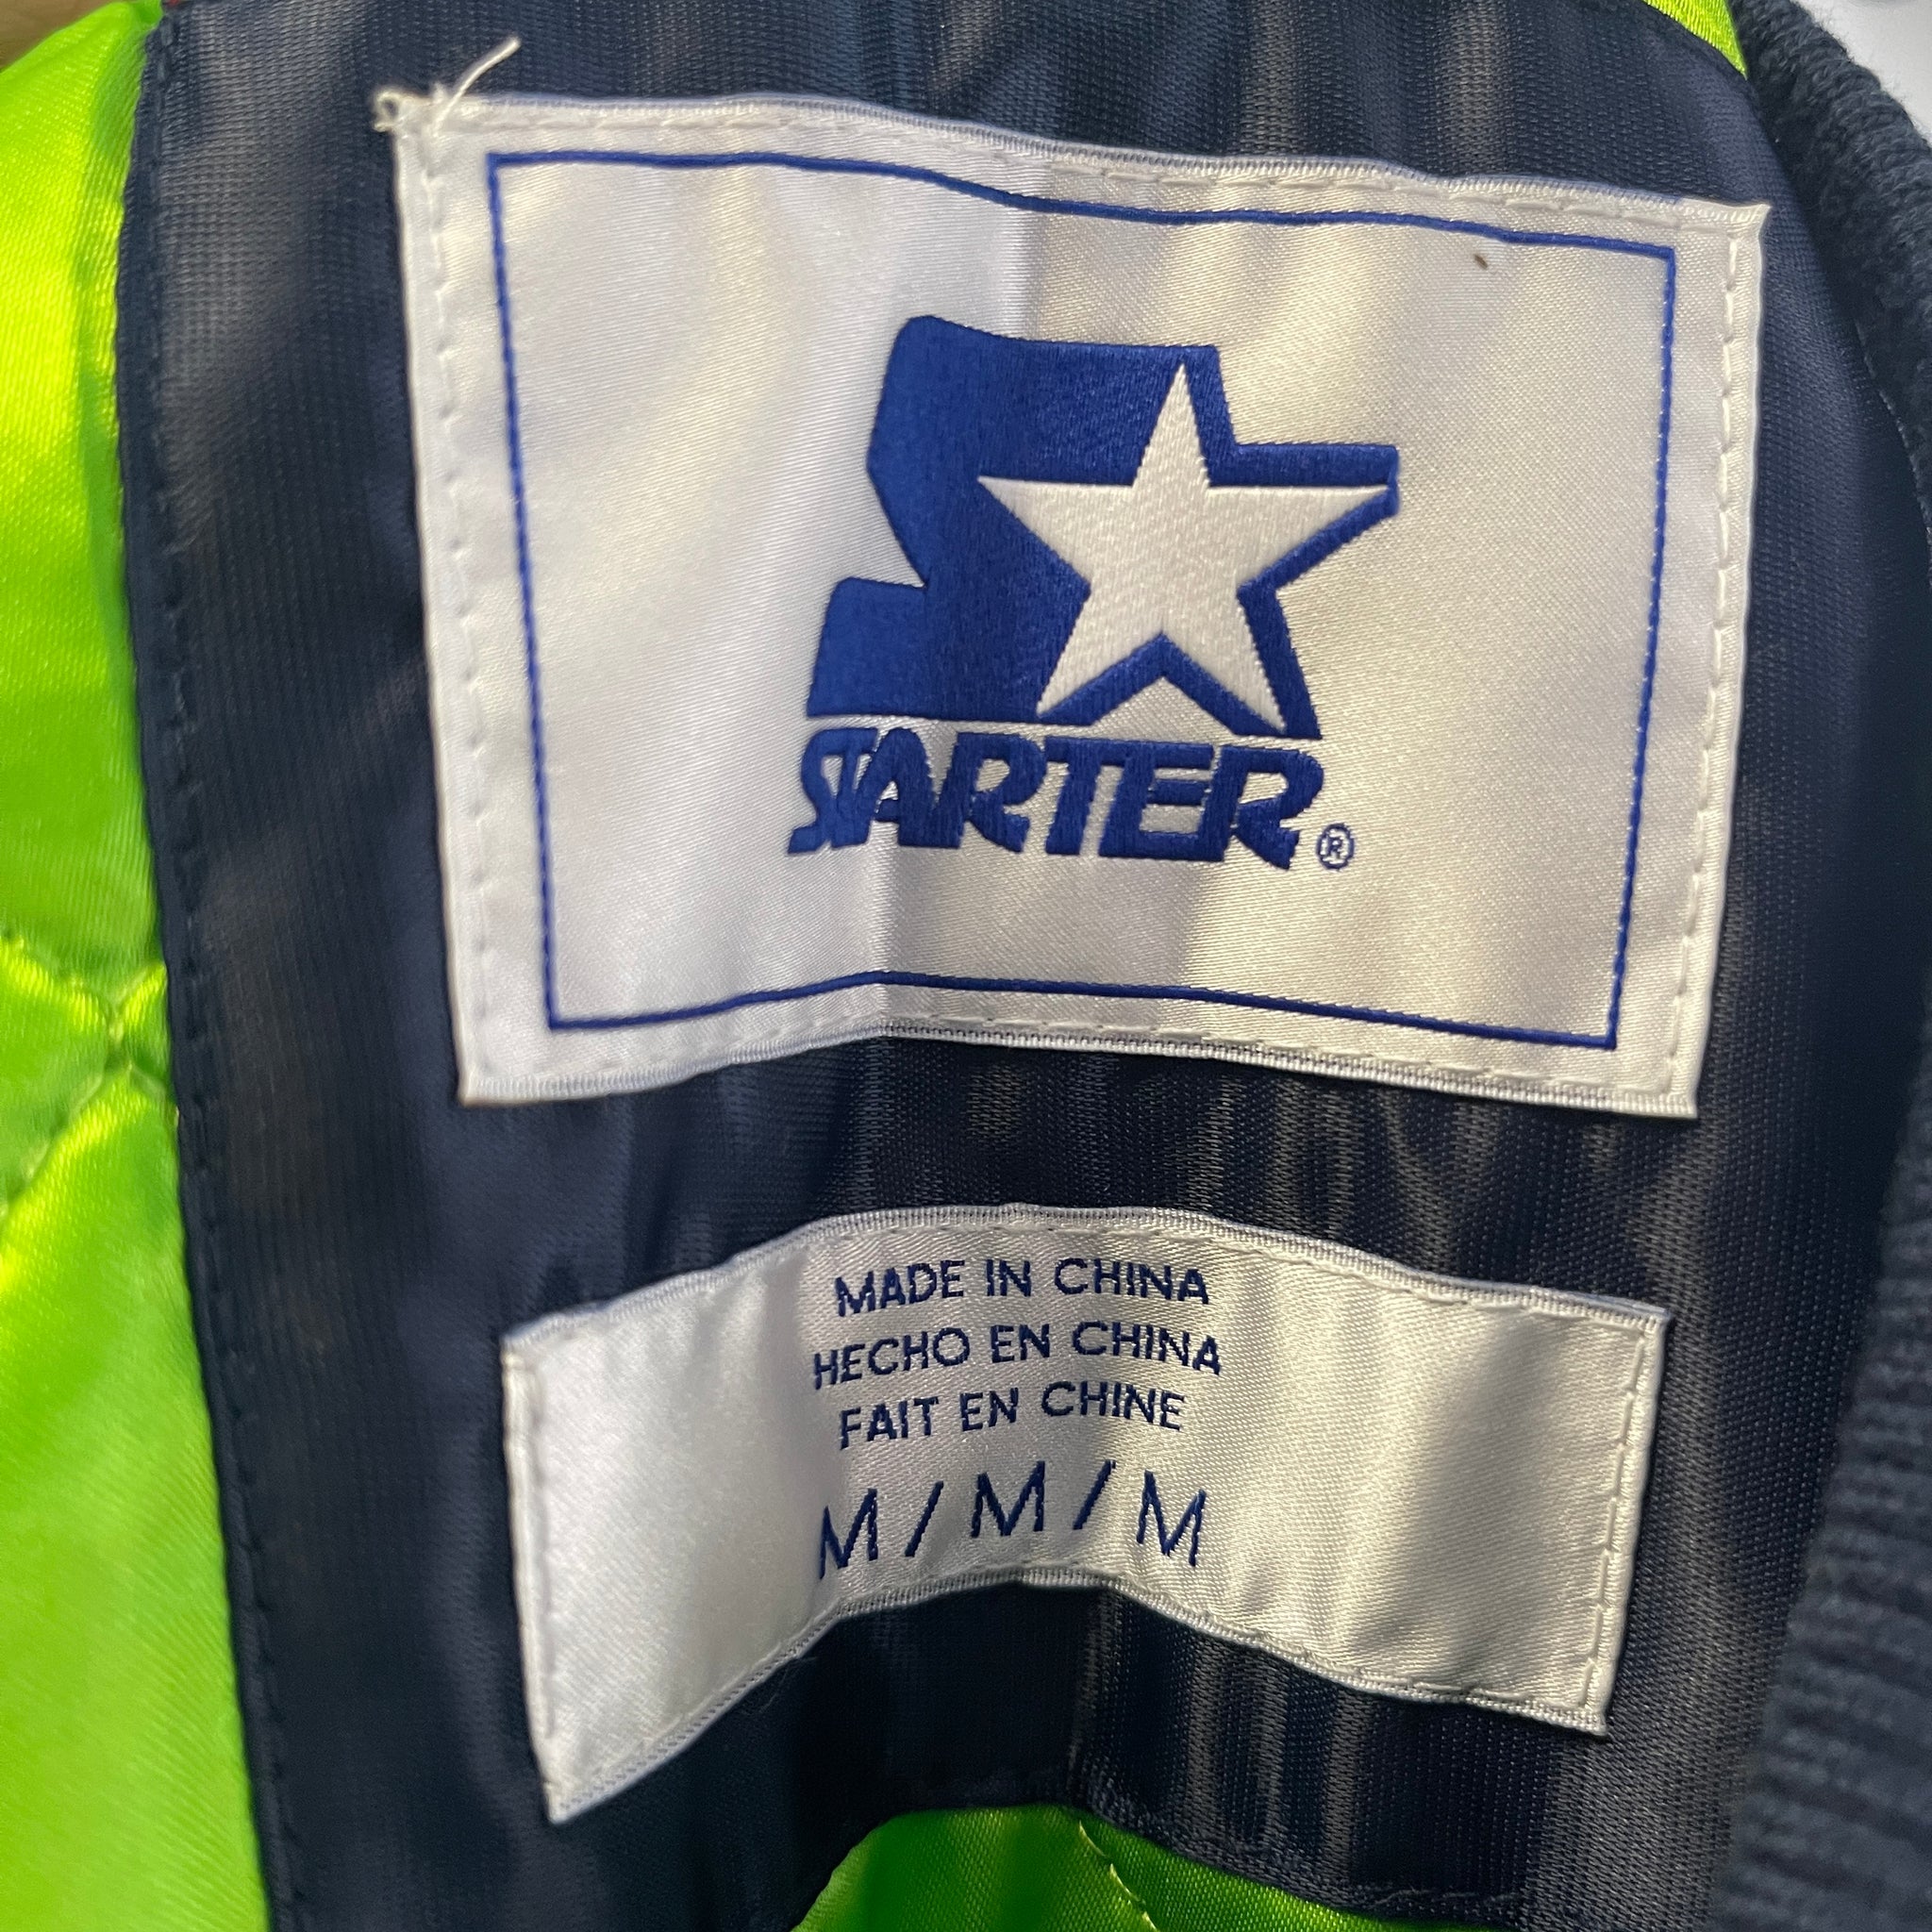 STARTER®
MADE IN CHINA
HECHO EN CHINA
FAIT EN CHINE
M / M / M